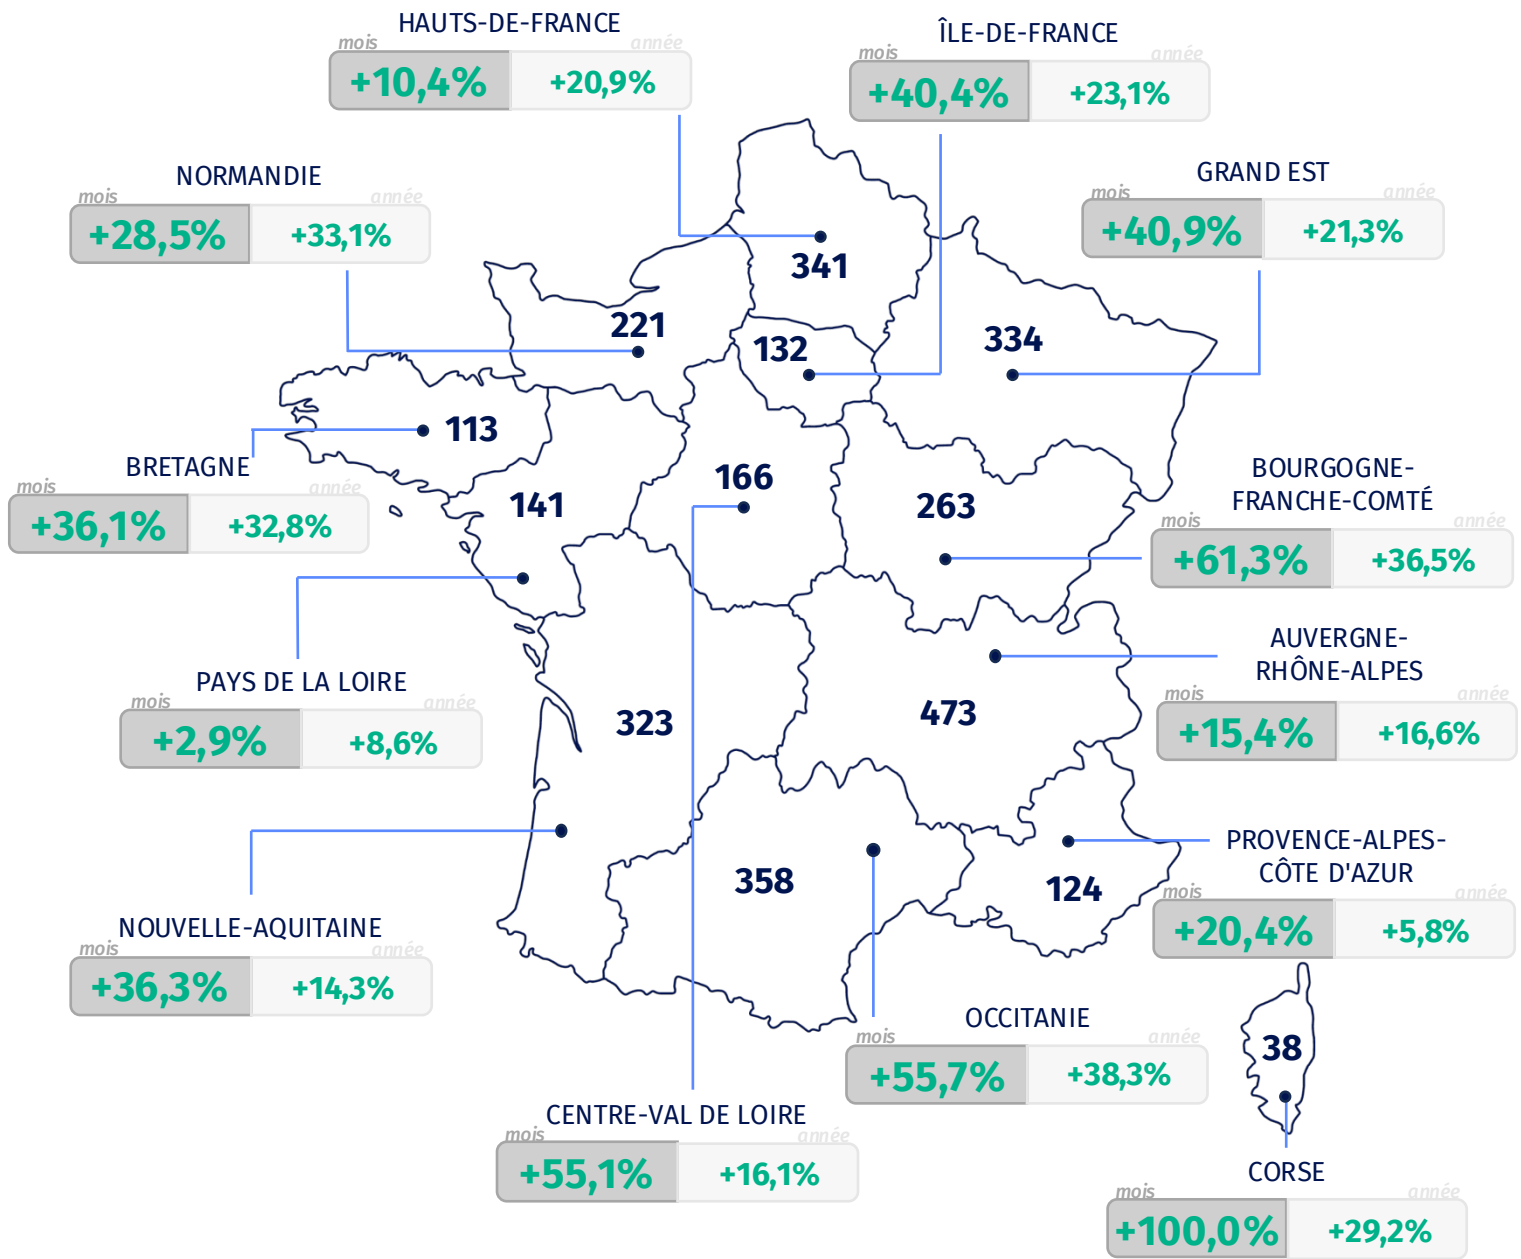 HAUTS-DE-FRANCE
mois année
+10,4% +20,9%
ÎLE-DE-FRANCE
mois année
+40,4% +23,1%
NORMANDIE
mois année
+28,5% +33,1%
GRAND EST
mois année
+40,9% +21,3%
341
221
132
334
113
BRETAGNE
mois année
+36,1% +32,8%
141
166
263
BOURGOGNE-
FRANCHE-COMTÉ
mois année
+61,3% +36,5%
AUVERGNE-
RHÔNE-ALPES
+15,4% +16,6%
mois année
PAYS DE LA LOIRE
mois année
+2,9% +8,6%
323
473
358
124
PROVENCE-ALPES-
CÔTE D'AZUR
mois année
+20,4% +5,8%
NOUVELLE-AQUITAINE
mois année
+36,3% +14,3%
OCCITANIE
mois année
+55,7% +38,3%
38
CENTRE-VAL DE LOIRE
mois année
+55,1% +16,1%
CORSE
mois année
+100,0% +29,2%